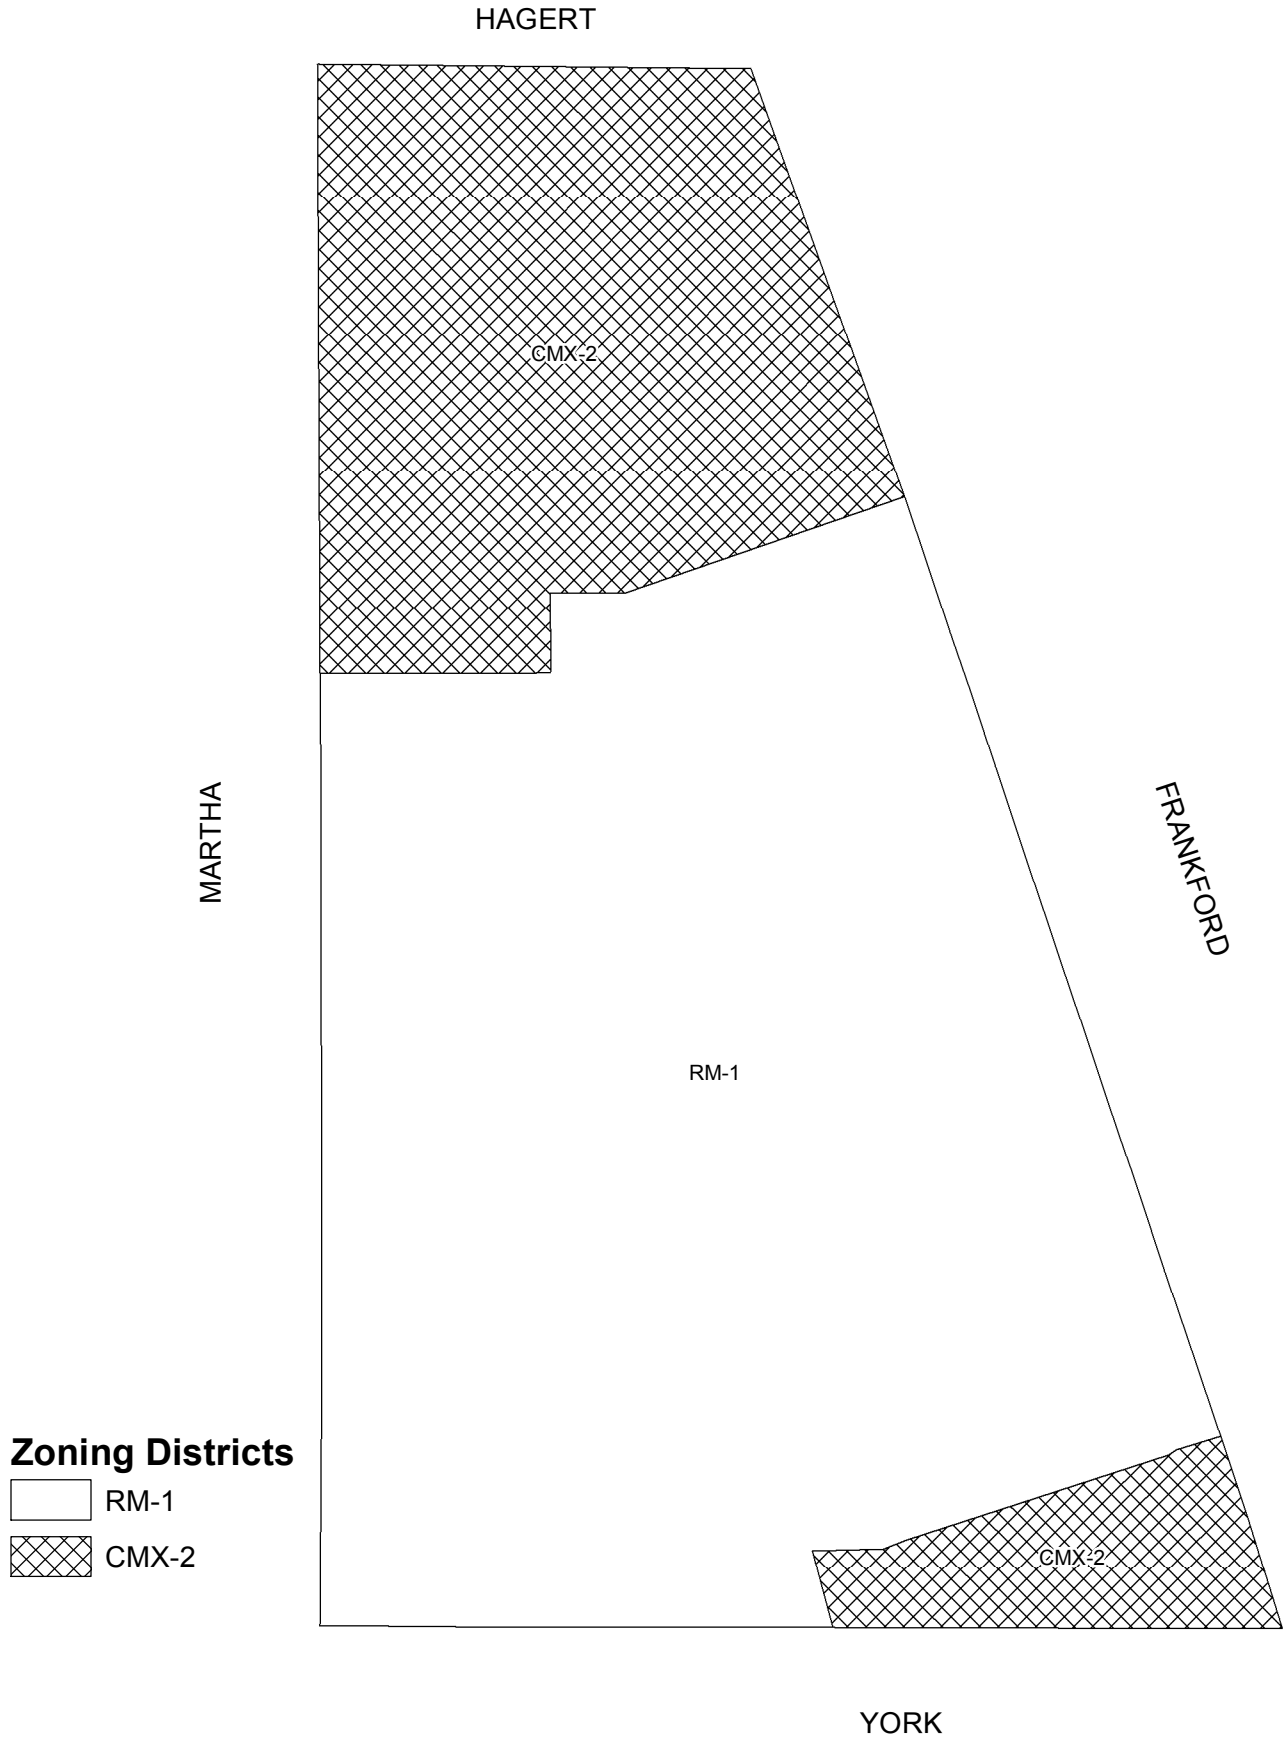 HAGERT
CMX-2
MARTHA
FRANKFORD
RM-1
Zoning Districts
RM-1
CMX-2
CMX-2
YORK